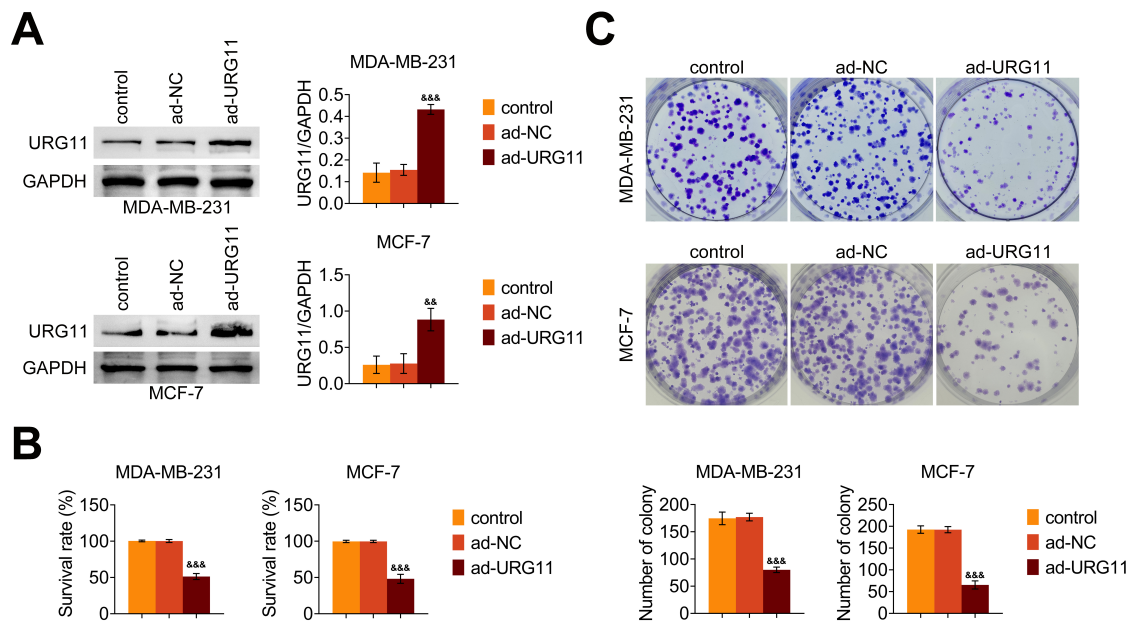 A
control
ad-NC
ad-URG11
URG11
GAPDH
MDA-MB-231
MDA-MB-231
URG11/GAPDH
0.5
0.4
0.3
0.2
0.1
0.0
&&&
control
ad-NC
ad-URG11
control
ad-NC
ad-URG11
URG11
GAPDH
MCF-7
MCF-7
URG11/GAPDH
1.5
1.0
0.5
0.0
&&
control
ad-NC
ad-URG11
B
MDA-MB-231
Survival rate (%)
150
100
50
0
&&&
MCF-7
Survival rate (%)
150
100
50
0
&&&
control
ad-NC
ad-URG11
C
control
ad-NC
ad-URG11
MDA-MB-231
control
ad-NC
ad-URG11
MCF-7
MDA-MB-231
Number of colony
200
150
100
50
0
&&&
MCF-7
Number of colony
250
200
150
100
50
0
&&&
control
ad-NC
ad-URG11